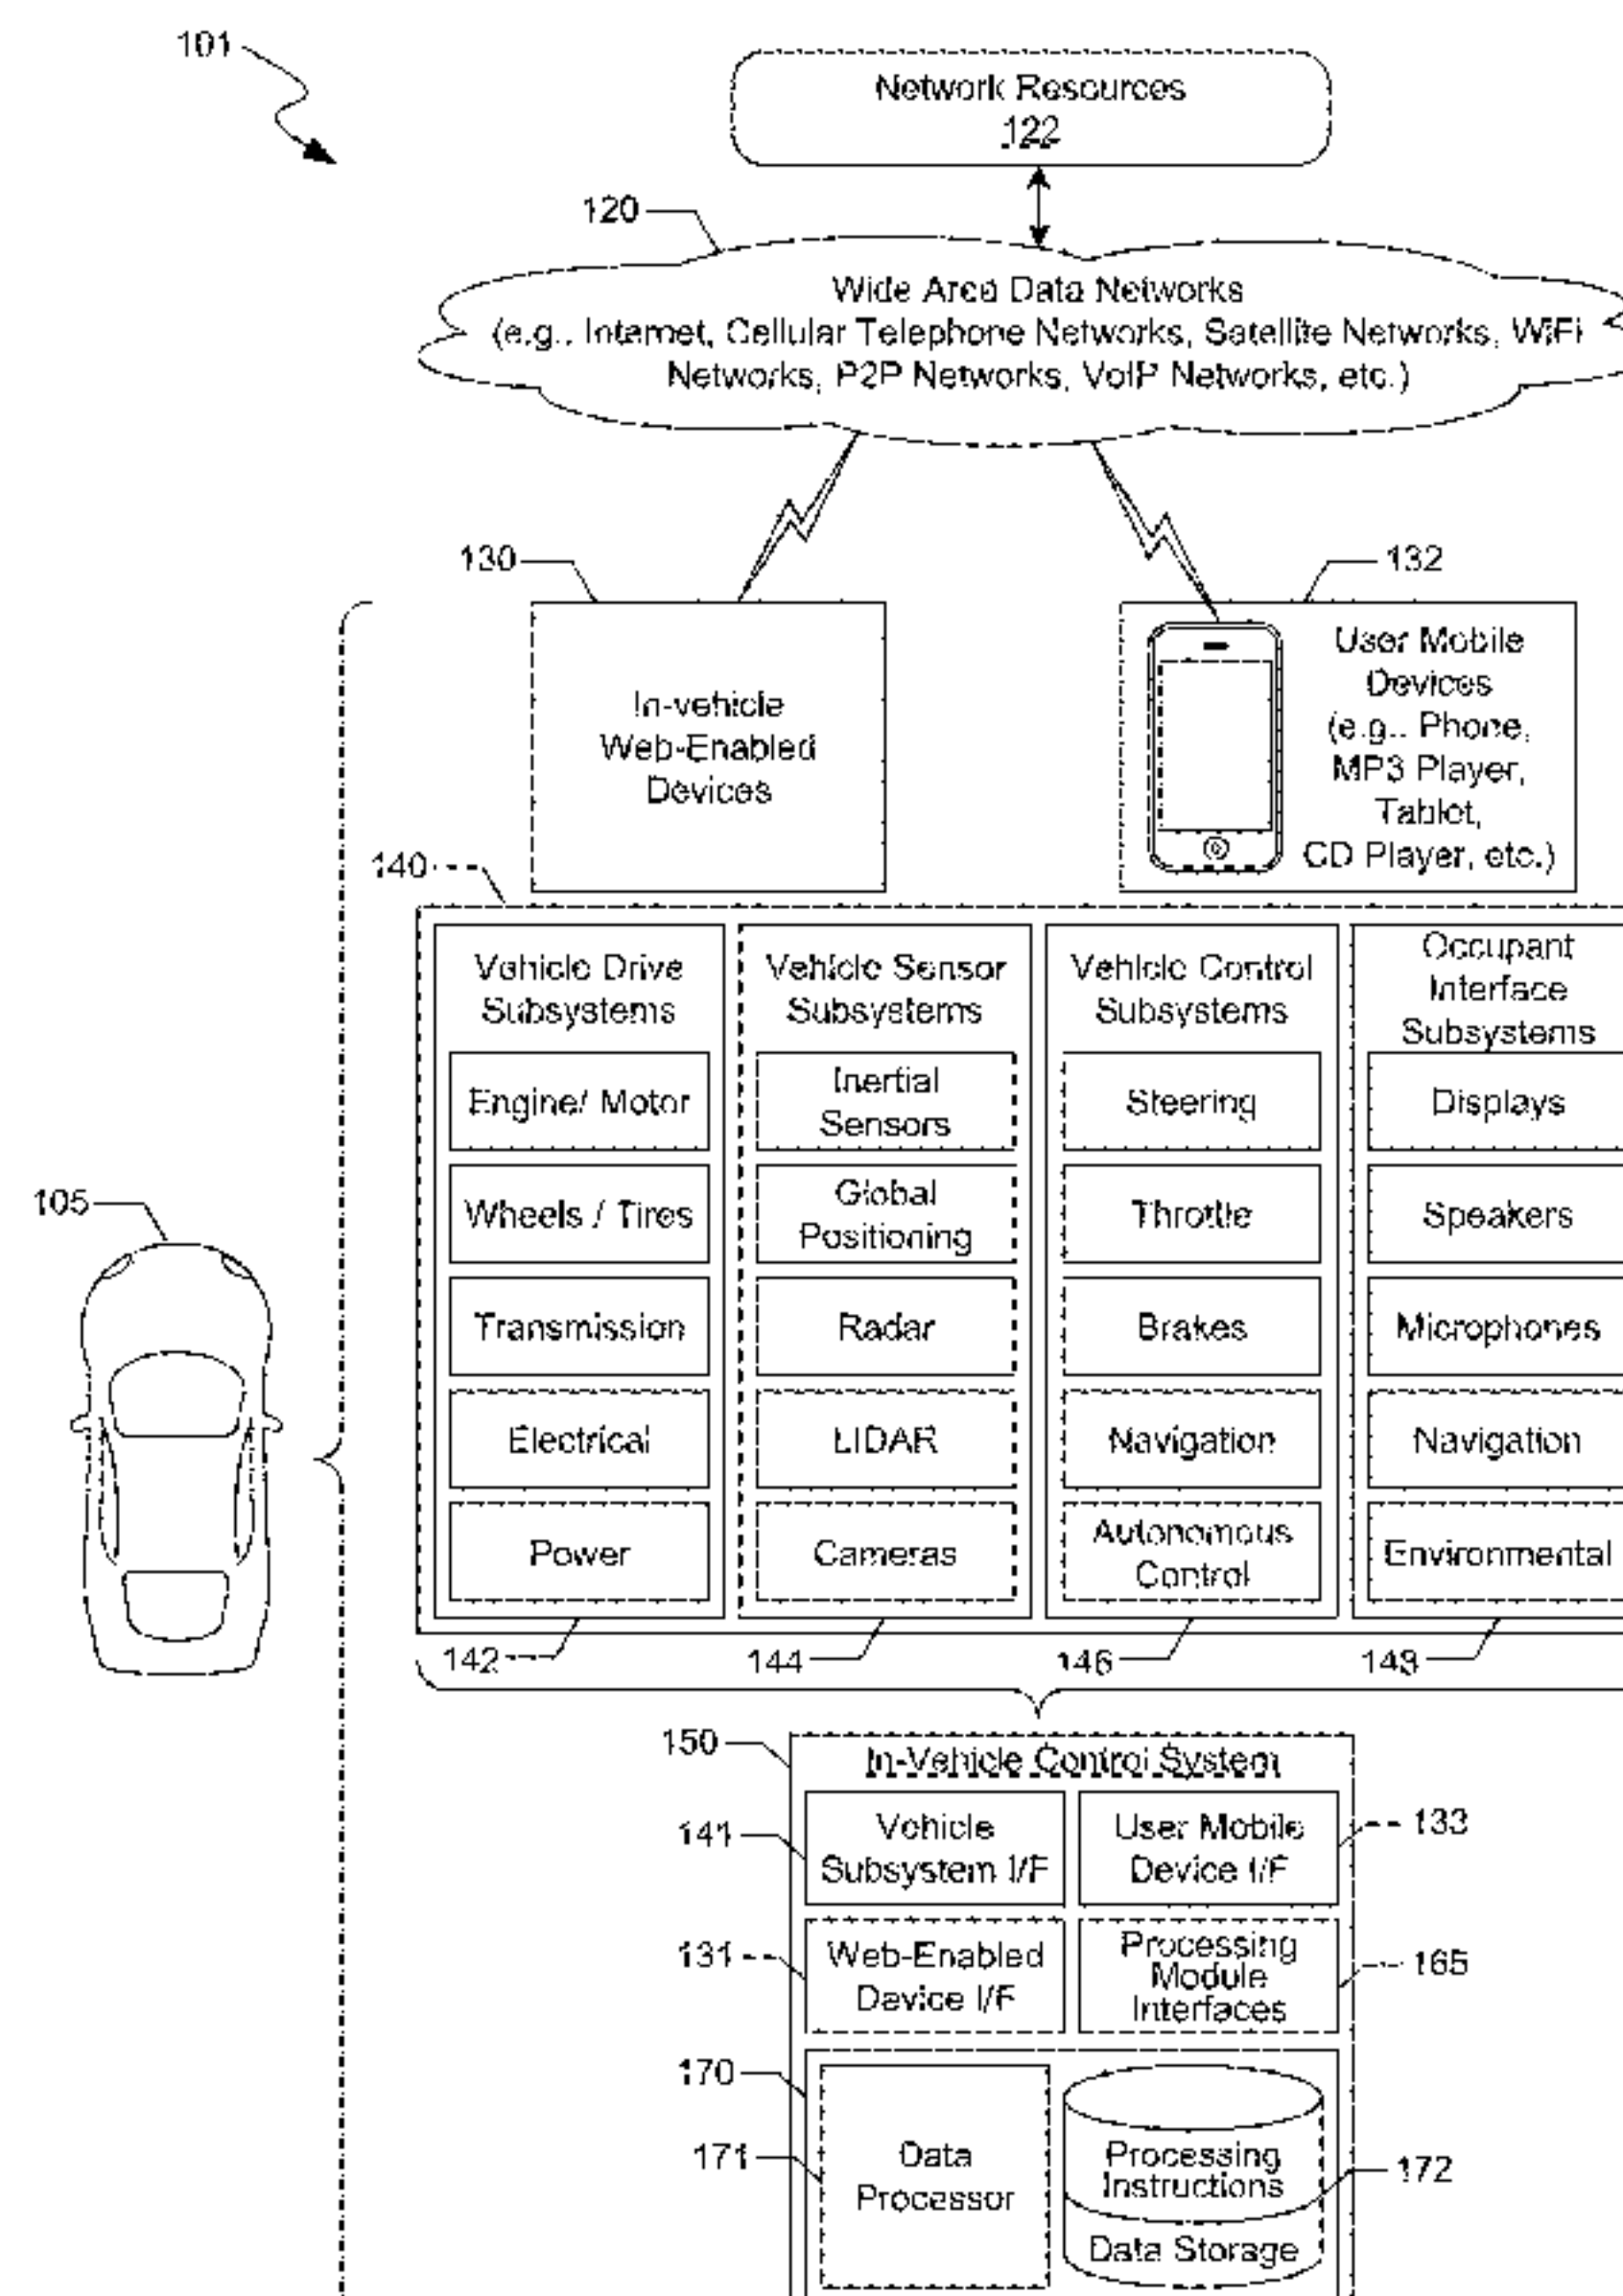 101
Network Resources
122
120
Wide Area Data Networks
(e.g., Internet, Cellular Telephone Networks, Satellite Networks, WiFi
Networks, P2P Networks, VoIP Networks, etc.)
130
132
In-vehicle
Web-Enabled
Devices
User Mobile
Devices
(e.g., Phone,
MP3 Player,
Tablet,
CD Player, etc.)
140
Vehicle Drive
Subsystems
Engine/ Motor
Wheels / Tires
Transmission
Electrical
Power
Vehicle Sensor
Subsystems
Inertial
Sensors
Global
Positioning
Radar
LIDAR
Cameras
Vehicle Control
Subsystems
Steering
Throttle
Brakes
Navigation
Autonomous
Control
Occupant
Interface
Subsystems
Displays
Speakers
Microphones
Navigation
Environmental
105
142
144
146
148
150
In-Vehicle Control System
141
Vehicle
Subsystem I/F
User Mobile
Device I/F
133
131
Web-Enabled
Device I/F
Processing
Module
Interfaces
165
170
171
Data
Processor
Processing
Instructions
172
Data Storage